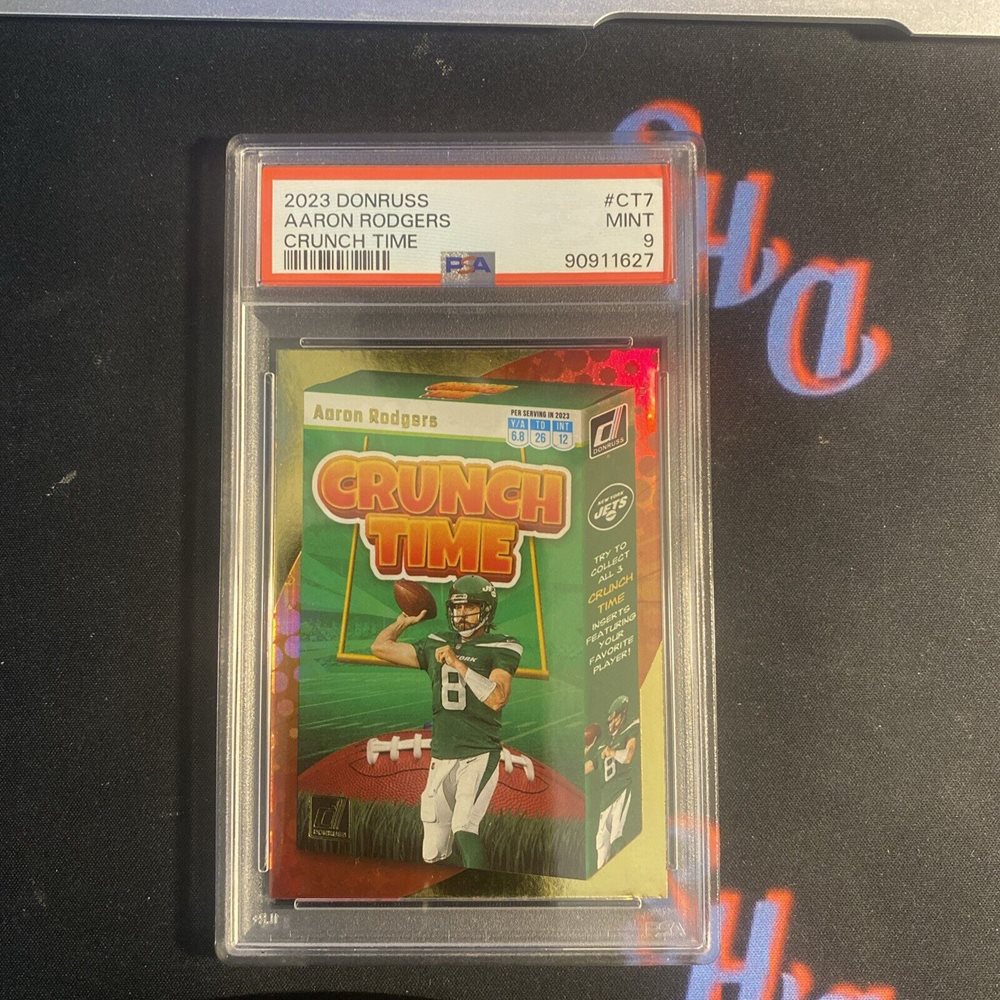 2023 DONRUSS #CT7
AARON RODGERS MINT
CRUNCH TIME 9
PSA 90911627
Aaron Rodgers
PER SERVING IN 2023
Y/A TD INT
6.8 26 12
DONRUSS
CRUNCH
TIME
NEW YORK
JETS
TRY TO
COLLECT
ALL 3
CRUNCH
TIME
INSERTS
FEATURING
YOUR
FAVORITE
PLAYER!
8
8
DONRUSS